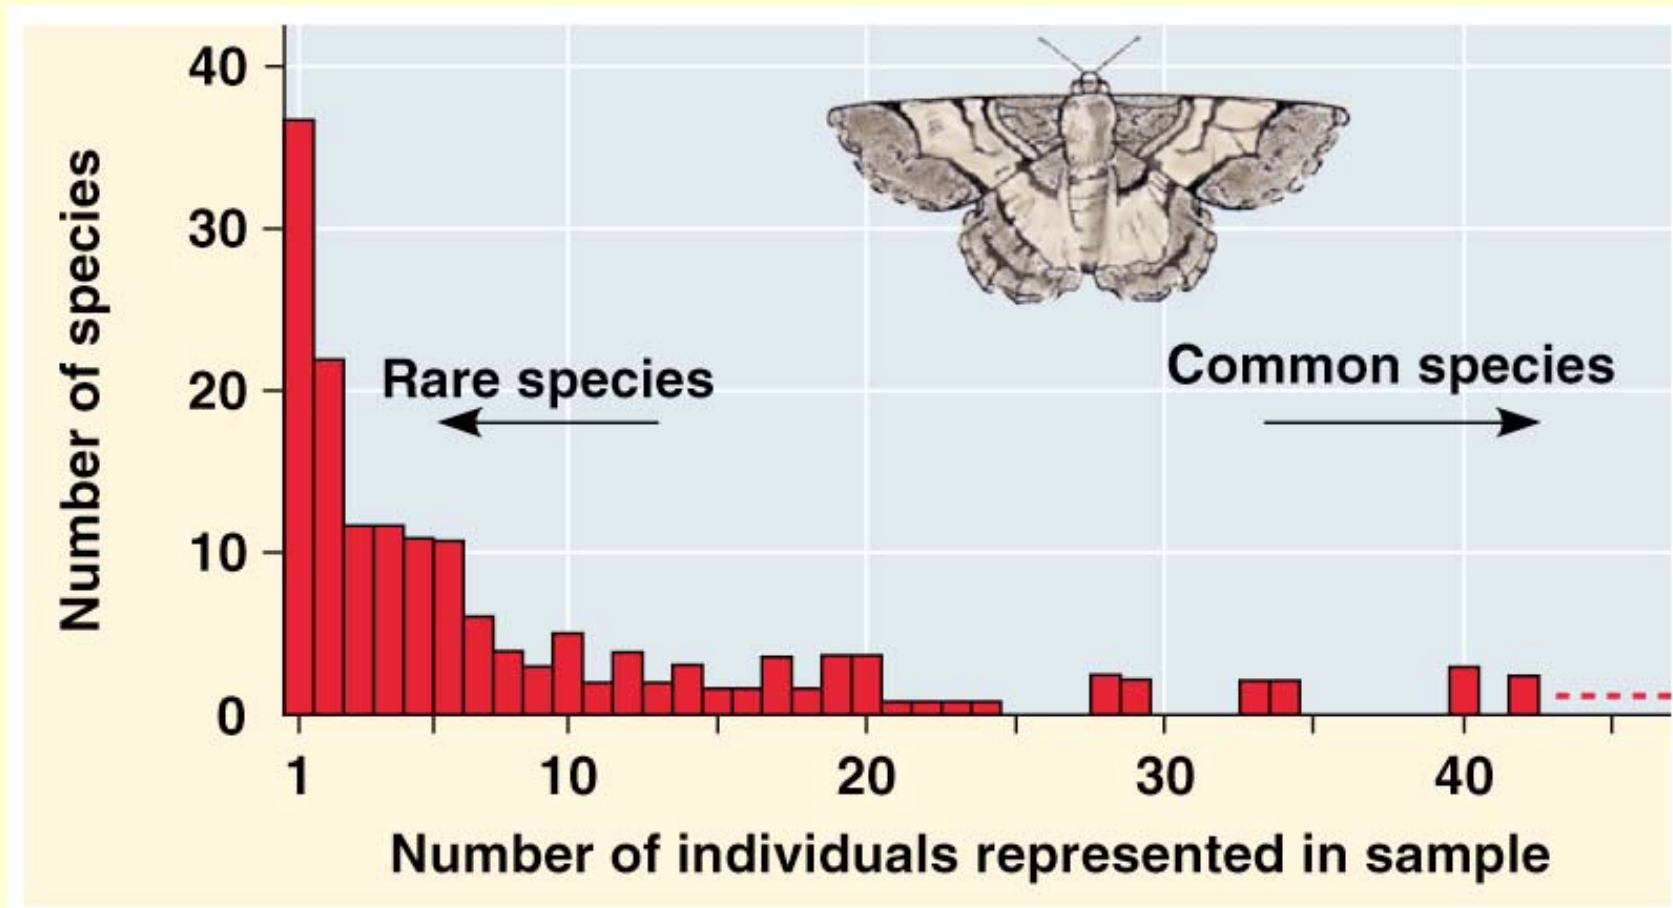 40
30
20
10
0
Number of species
Rare species
Common species
1 10 20 30 40
Number of individuals represented in sample